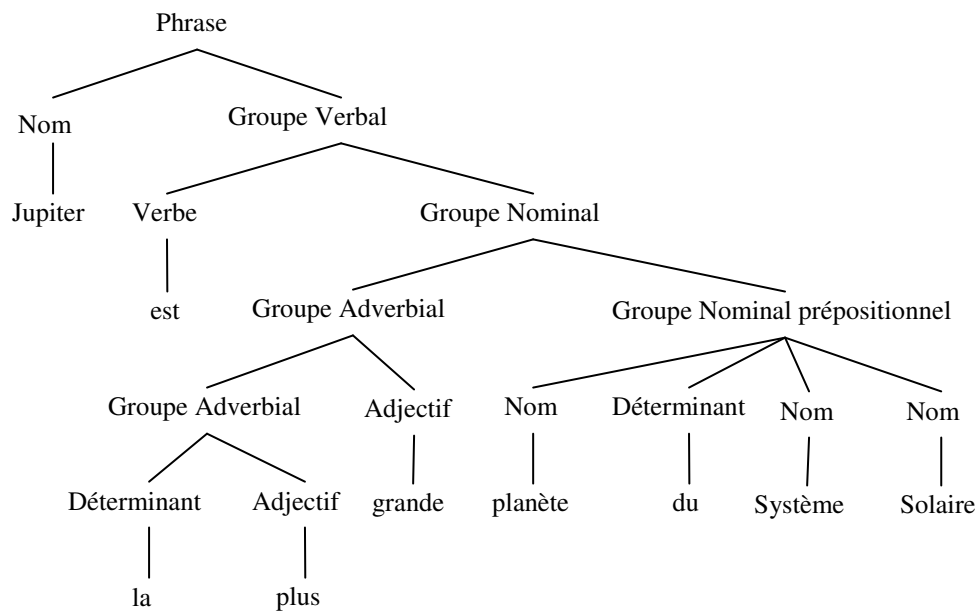 Phrase
Nom Groupe Verbal
Jupiter Verbe Groupe Nominal
est Groupe Adverbial Groupe Nominal prépositionnel
Groupe Adverbial Adjectif Nom Déterminant Nom Nom
Déterminant Adjectif grande planète du Système Solaire
la plus